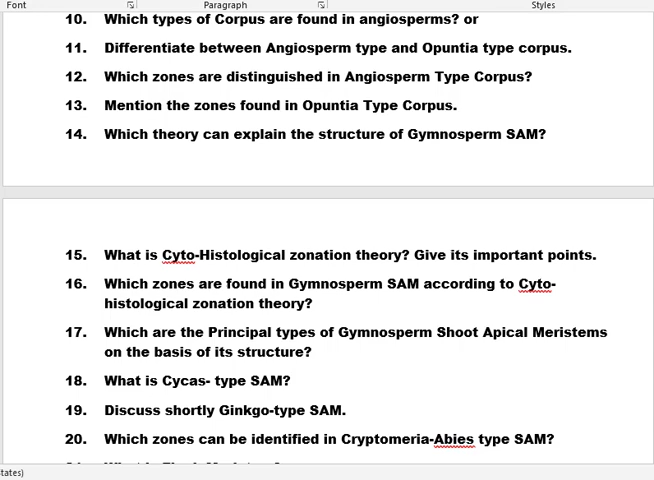 Font Paragraph Styles
10. Which types of Corpus are found in angiosperms? or
11. Differentiate between Angiosperm type and Opuntia type corpus.
12. Which zones are distinguished in Angiosperm Type Corpus?
13. Mention the zones found in Opuntia Type Corpus.
14. Which theory can explain the structure of Gymnosperm SAM?
15. What is Cyto-Histological zonation theory? Give its important points.
16. Which zones are found in Gymnosperm SAM according to Cyto-
histological zonation theory?
17. Which are the Principal types of Gymnosperm Shoot Apical Meristems
on the basis of its structure?
18. What is Cycas- type SAM?
19. Discuss shortly Ginkgo-type SAM.
20. Which zones can be identified in Cryptomeria-Abies type SAM?
tates)